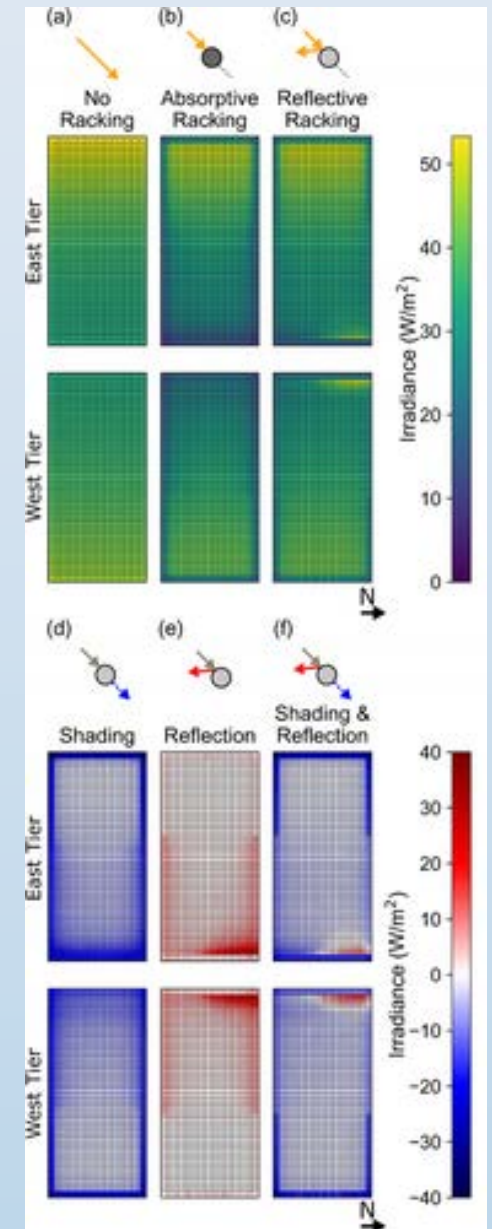 (a) (b) (c)
No Racking
Absorptive Racking
Reflective Racking
East Tier
West Tier
50
40
30
20
10
0
Irradiance (W/m²)
N
(d) (e) (f)
Shading
Reflection
Shading & Reflection
East Tier
West Tier
40
30
20
10
0
−10
−20
−30
−40
Irradiance (W/m²)
N